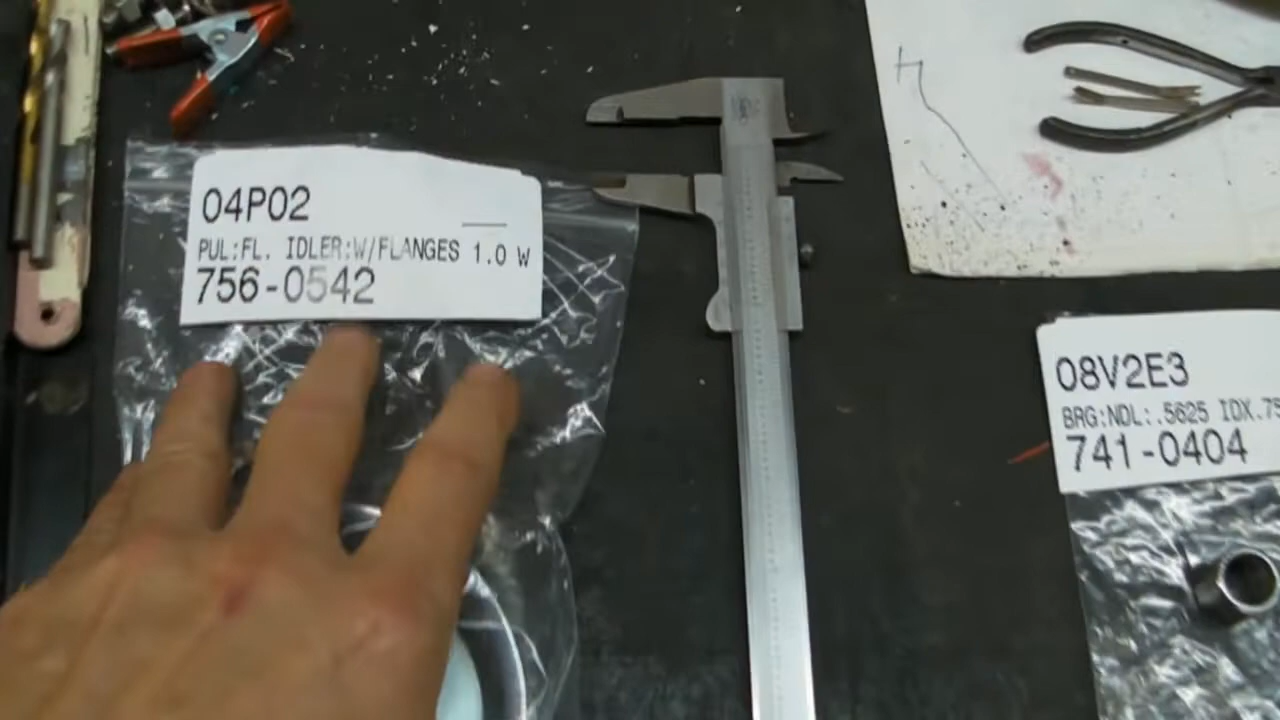 04P02
PUL:FL. IDLER:W/FLANGES 1.0 W
756-0542
08V2E3
BRG:NDL:.5625 IDX.75
741-0404